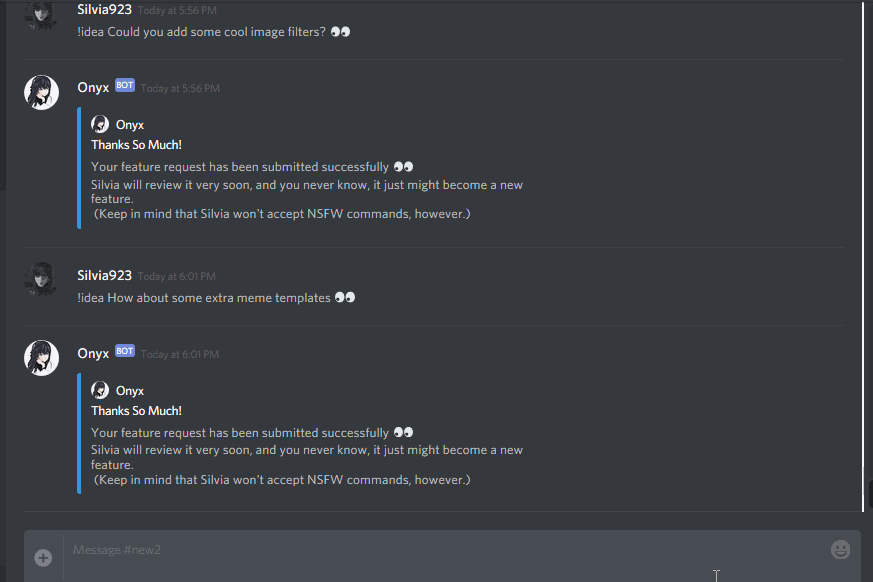 Silvia923 Today at 5:56 PM
!idea Could you add some cool image filters? 👀
Onyx BOT Today at 5:56 PM
Onyx
Thanks So Much!
Your feature request has been submitted successfully 👀
Silvia will review it very soon, and you never know, it just might become a new
feature.
(Keep in mind that Silvia won't accept NSFW commands, however.)
Silvia923 Today at 6:01 PM
!idea How about some extra meme templates 👀
Onyx BOT Today at 6:01 PM
Onyx
Thanks So Much!
Your feature request has been submitted successfully 👀
Silvia will review it very soon, and you never know, it just might become a new
feature.
(Keep in mind that Silvia won't accept NSFW commands, however.)
Message #new2